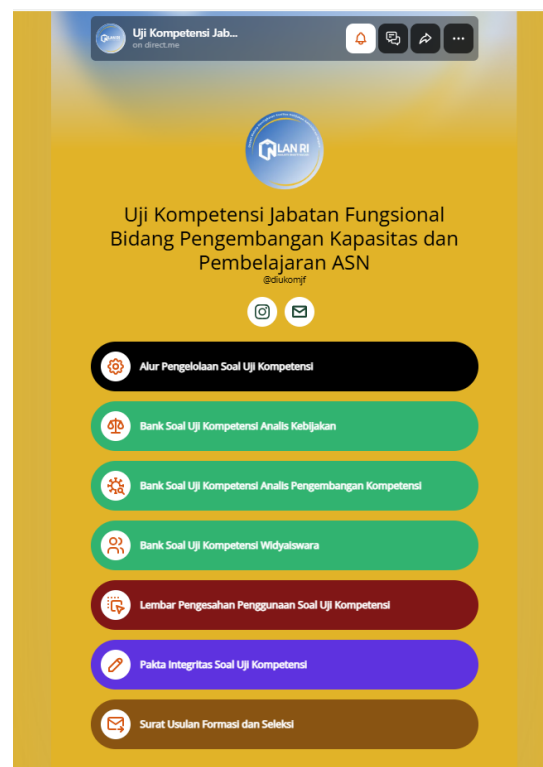 Uji Kompetensi Jab...
on direct.me
LAN RI
Uji Kompetensi Jabatan Fungsional
Bidang Pengembangan Kapasitas dan
Pembelajaran ASN
@diukomjf
Alur Pengelolaan Soal Uji Kompetensi
Bank Soal Uji Kompetensi Analis Kebijakan
Bank Soal Uji Kompetensi Analis Pengembangan Kompetensi
Bank Soal Uji Kompetensi Widyaiswara
Lembar Pengesahan Penggunaan Soal Uji Kompetensi
Pakta Integritas Soal Uji Kompetensi
Surat Usulan Formasi dan Seleksi